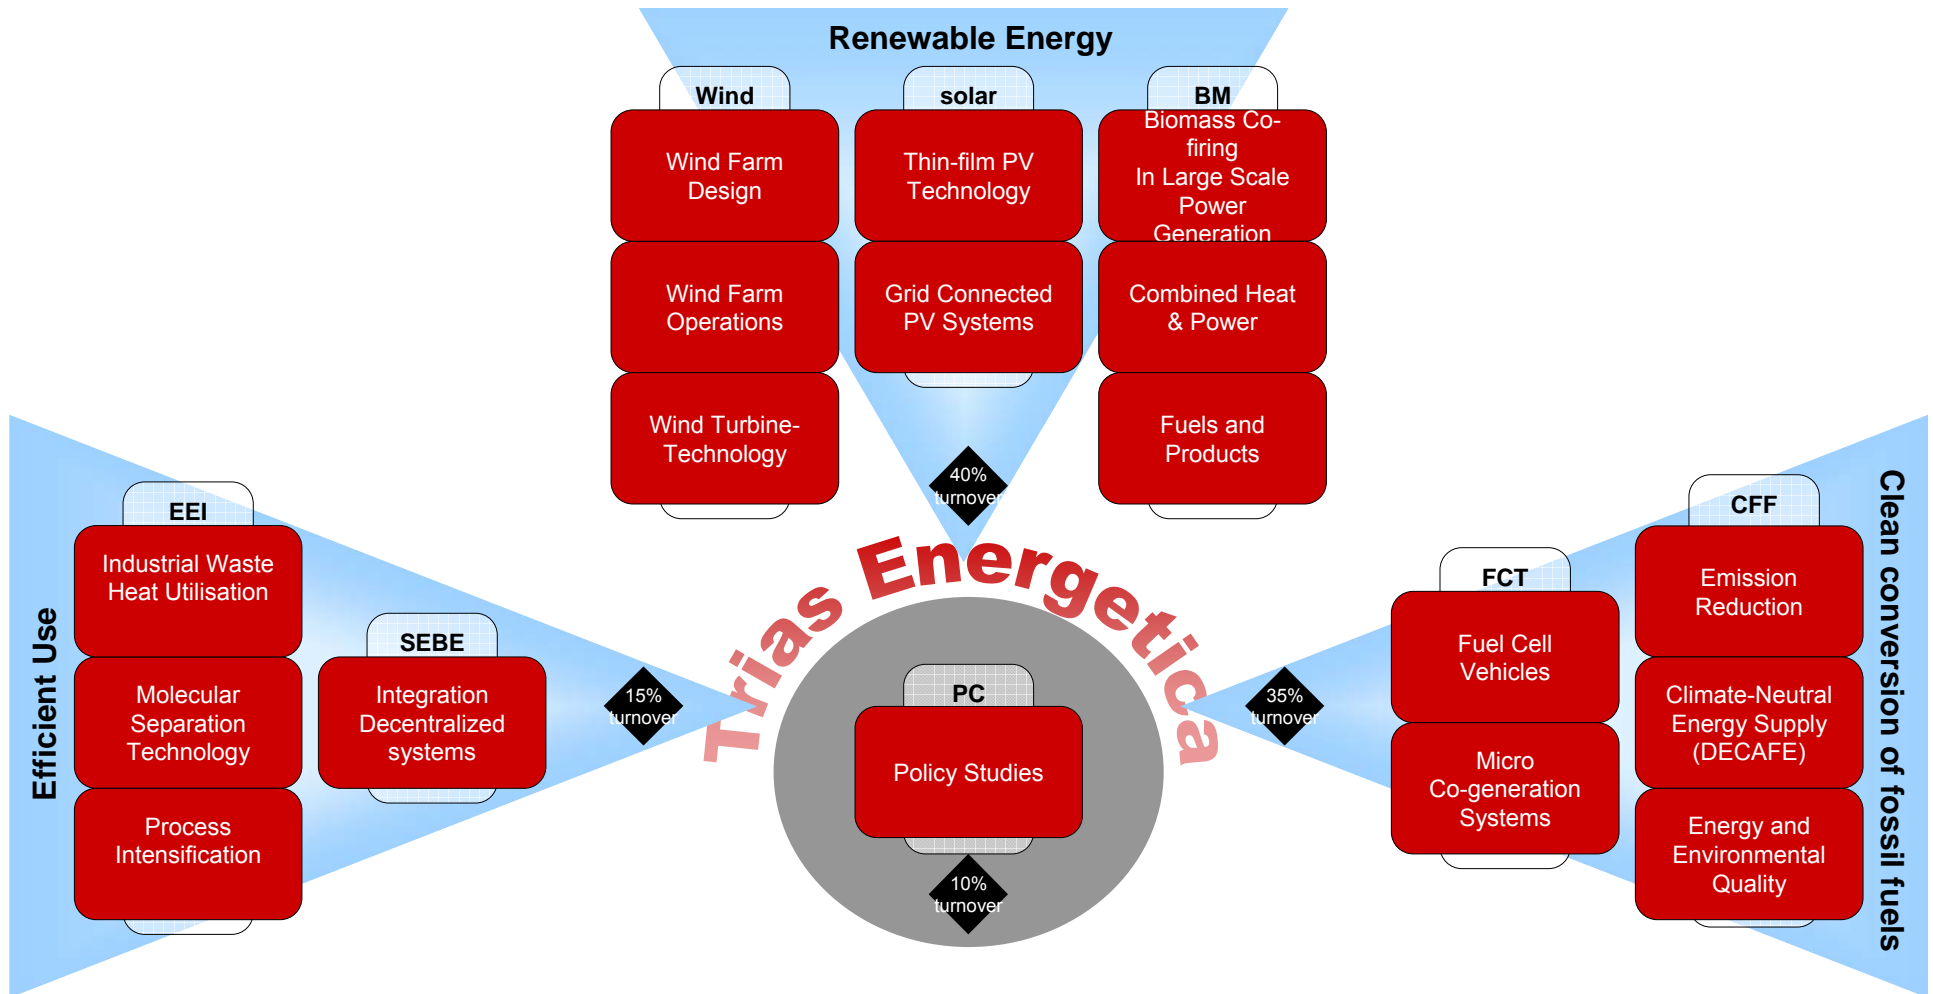 Renewable Energy
Wind
Wind Farm
Design
Wind Farm
Operations
Wind Turbine-
Technology
solar
Thin-film PV
Technology
Grid Connected
PV Systems
BM
Biomass Co-
firing
In Large Scale
Power
Generation
Combined Heat
& Power
Fuels and
Products
40%
turnover
Efficient Use
EEI
Industrial Waste
Heat Utilisation
Molecular
Separation
Technology
Process
Intensification
SEBE
Integration
Decentralized
systems
15%
turnover
Trias Energetica
PC
Policy Studies
10%
turnover
35%
turnover
FCT
Fuel Cell
Vehicles
Micro
Co-generation
Systems
CFF
Emission
Reduction
Climate-Neutral
Energy Supply
(DECAFE)
Energy and
Environmental
Quality
Clean conversion of fossil fuels